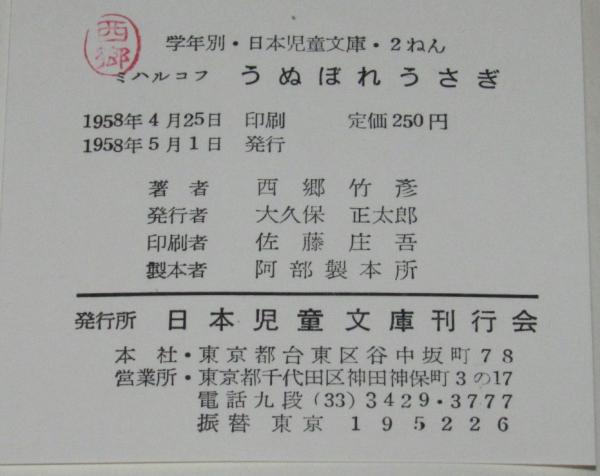 西郷
学年別・日本児童文庫・2ねん
ミハルコフ うぬぼれうさぎ
1958年4月25日 印刷 定価250円
1958年5月1日 発行
著者 西郷竹彦
発行者 大久保 正太郎
印刷者 佐藤庄吾
製本者 阿部製本所
発行所 日本児童文庫刊行会
本社・東京都台東区谷中坂町78
営業所・東京都千代田区神田神保町3の17
電話九段(33)3429・3777
振替 東京 195226